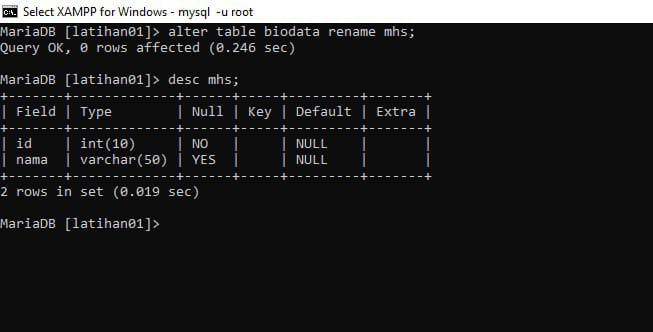 Select XAMPP for Windows - mysql  -u root
MariaDB [latihan01]> alter table biodata rename mhs;
Query OK, 0 rows affected (0.246 sec)
MariaDB [latihan01]> desc mhs;
+-------+-------------+------+-----+---------+-------+
| Field | Type        | Null | Key | Default | Extra |
+-------+-------------+------+-----+---------+-------+
| id    | int(10)     | NO   |     | NULL    |       |
| nama  | varchar(50) | YES  |     | NULL    |       |
+-------+-------------+------+-----+---------+-------+
2 rows in set (0.019 sec)
MariaDB [latihan01]>